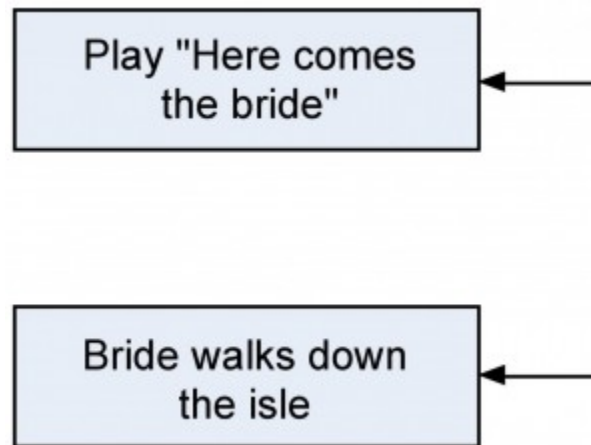 Play "Here comes
the bride"
Bride walks down
the isle